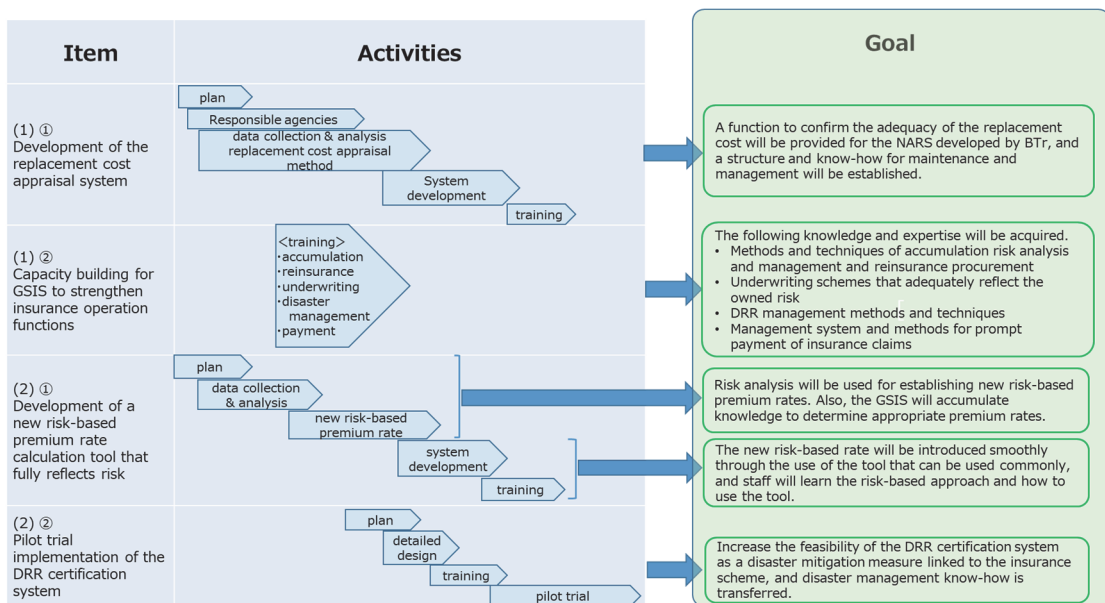 Item
Activities
Goal
(1) ①
Development of the
replacement cost
appraisal system
plan
Responsible agencies
data collection & analysis
replacement cost appraisal
method
System
development
training
A function to confirm the adequacy of the replacement
cost will be provided for the NARS developed by BTr, and
a structure and know-how for maintenance and
management will be established.
(1) ②
Capacity building for
GSIS to strengthen
insurance operation
functions
<training>
・accumulation
・reinsurance
・underwriting
・disaster
management
・payment
The following knowledge and expertise will be acquired.
• Methods and techniques of accumulation risk analysis
and management and reinsurance procurement
• Underwriting schemes that adequately reflect the
owned risk
• DRR management methods and techniques
• Management system and methods for prompt
payment of insurance claims
(2) ①
Development of a
new risk-based
premium rate
calculation tool that
fully reflects risk
plan
data collection
& analysis
new risk-based
premium rate
system
development
training
Risk analysis will be used for establishing new risk-based
premium rates. Also, the GSIS will accumulate
knowledge to determine appropriate premium rates.
The new risk-based rate will be introduced smoothly
through the use of the tool that can be used commonly,
and staff will learn the risk-based approach and how to
use the tool.
(2) ②
Pilot trial
implementation of the
DRR certification
system
plan
detailed
design
training
pilot trial
Increase the feasibility of the DRR certification system
as a disaster mitigation measure linked to the insurance
scheme, and disaster management know-how is
transferred.